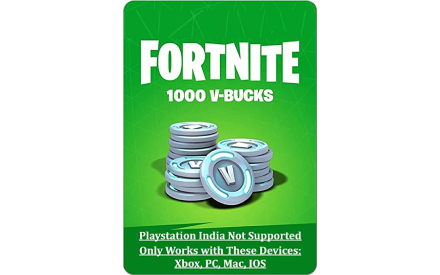 FORTNITE
1000 V-BUCKS
V
Playstation India Not Supported
Only Works with These Devices:
Xbox, PC, Mac, IOS